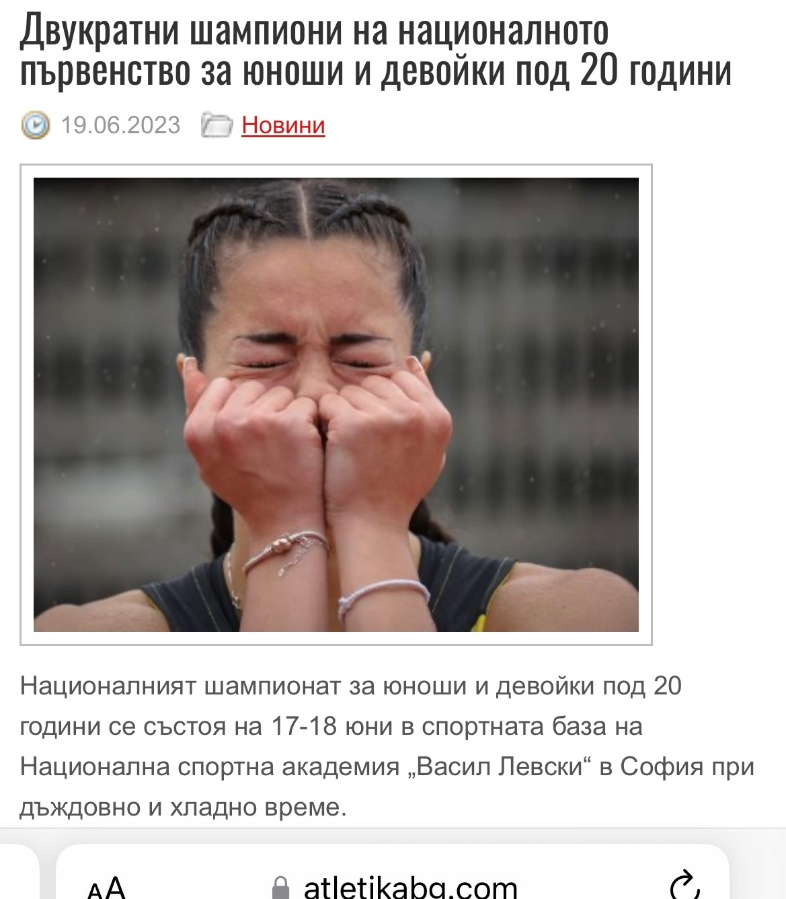 Двукратни шампиони на националното
първенство за юноши и девойки под 20 години
19.06.2023 Новини
Националният шампионат за юноши и девойки под 20
години се състоя на 17-18 юни в спортната база на
Национална спортна академия „Васил Левски“ в София при
дъждовно и хладно време.
AA atletikabg.com